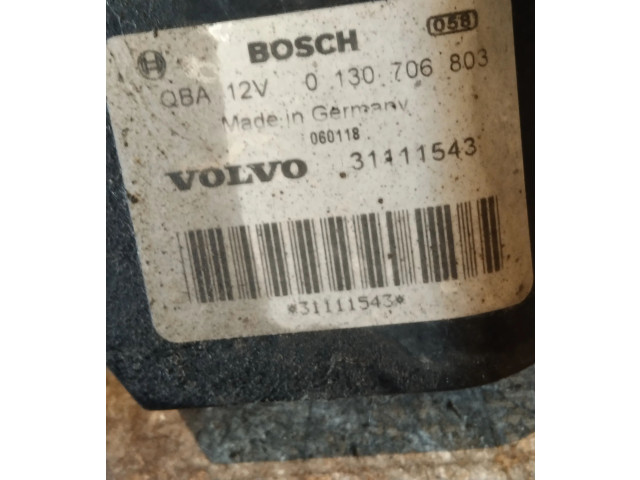 BOSCH 058
QBA 12V 0 130 706 803
Made in Germany
060118
VOLVO 31111543
*31111543*